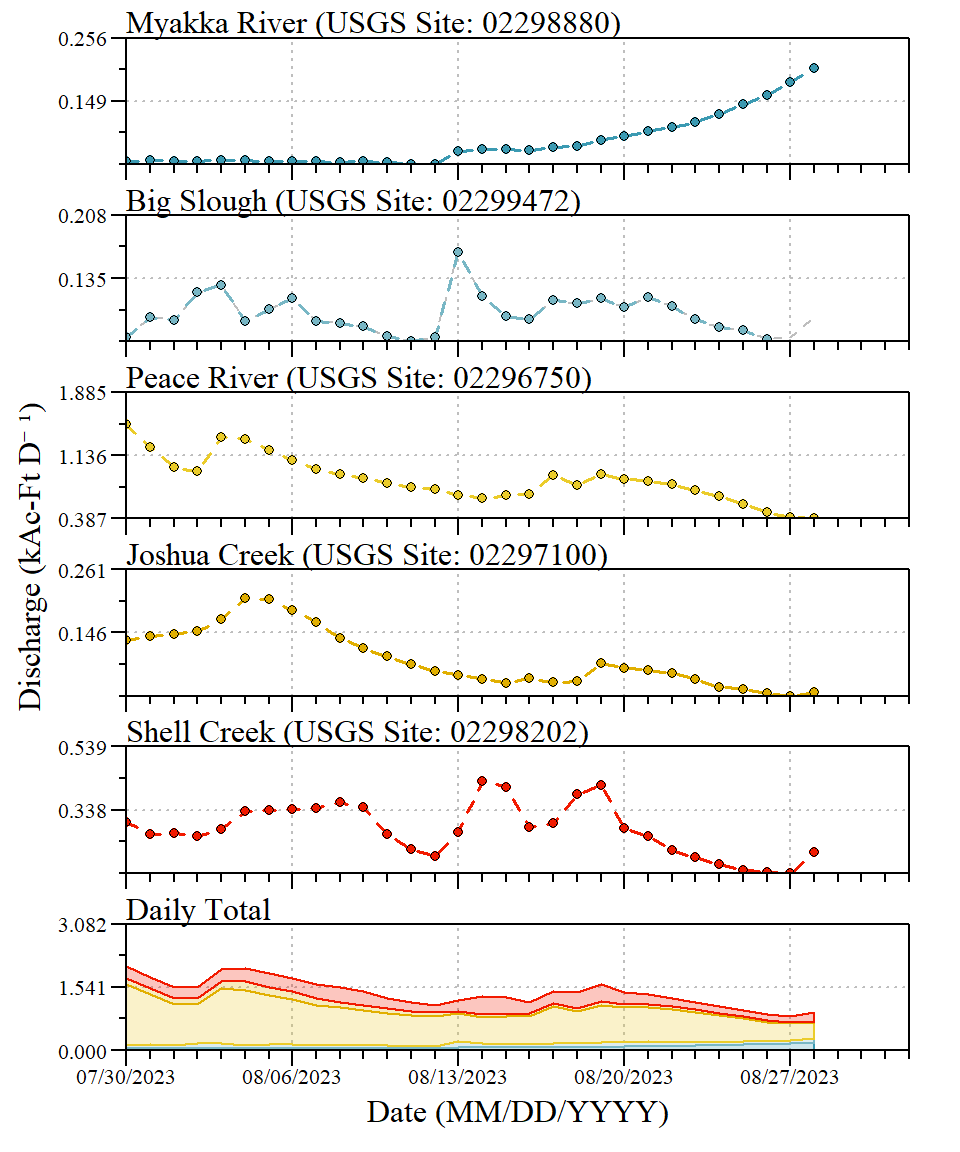 Myakka River (USGS Site: 02298880)
0.256
0.149
Big Slough (USGS Site: 02299472)
0.208
0.135
Peace River (USGS Site: 02296750)
1.885
1.136
0.387
Joshua Creek (USGS Site: 02297100)
0.261
0.146
Shell Creek (USGS Site: 02298202)
0.539
0.338
Daily Total
3.082
1.541
0.000
Discharge (kAc-Ft D⁻¹)
07/30/2023 08/06/2023 08/13/2023 08/20/2023 08/27/2023
Date (MM/DD/YYYY)